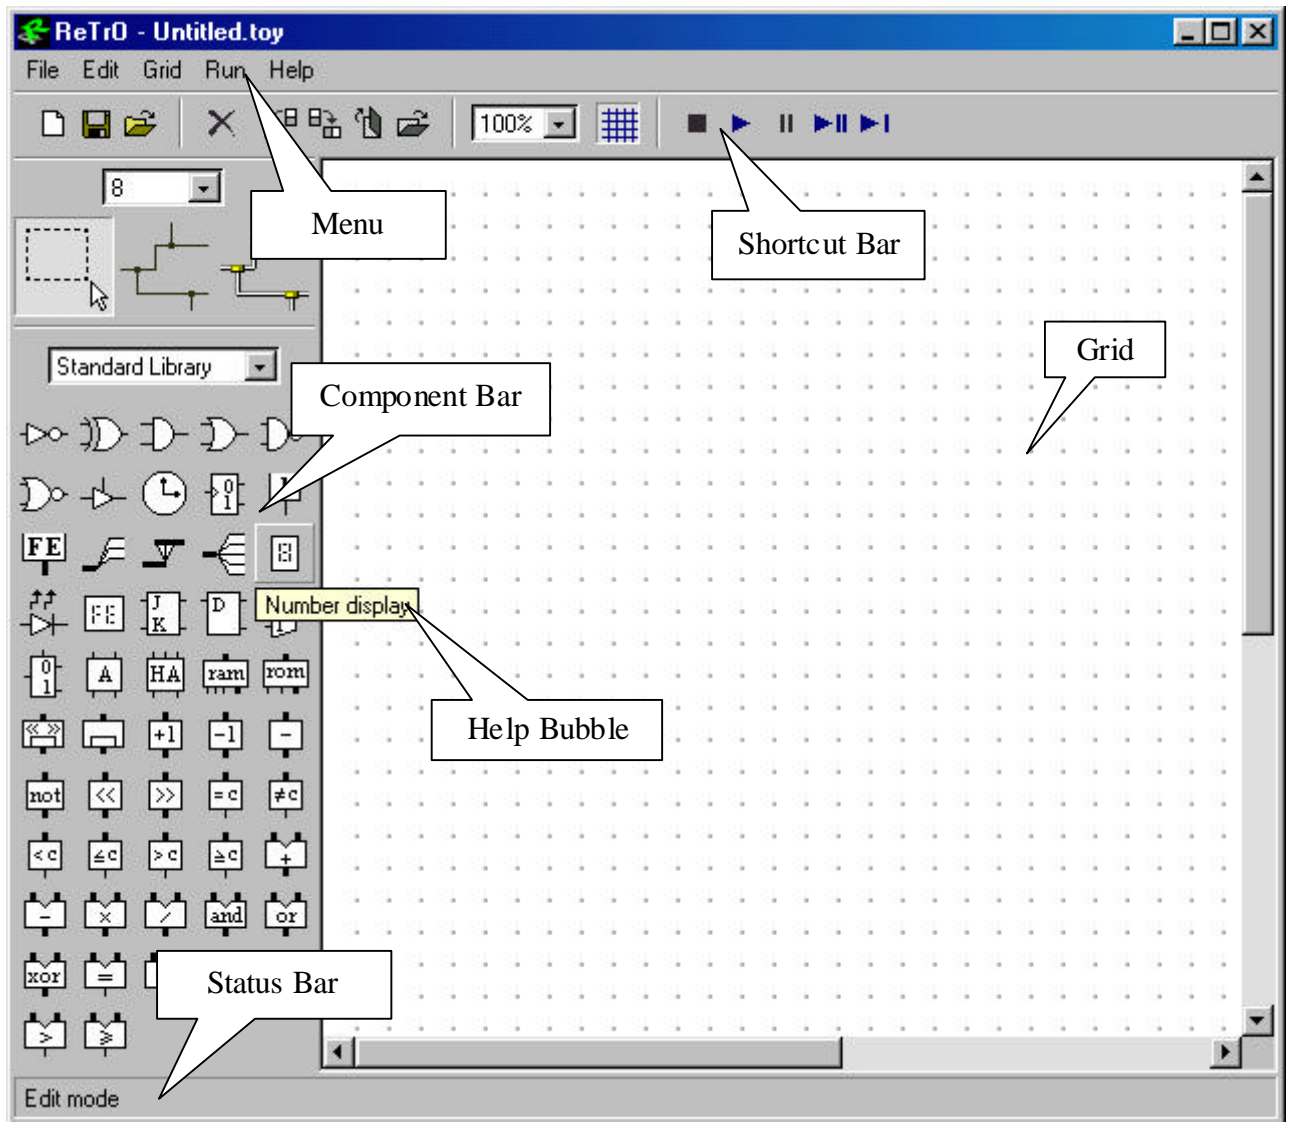 ReTrO - Untitled.toy
File Edit Grid Run Help
100%
8
Menu
Shortcut Bar
Grid
Standard Library
Component Bar
0
1
FE
Number display
J
K
D
0
1
A HA ram rom
Help Bubble
« » +1 -1 -
not << >> =c ≠c
<c ≤c >c ≥c +
- × / and or
xor =
Status Bar
> ≥
Edit mode